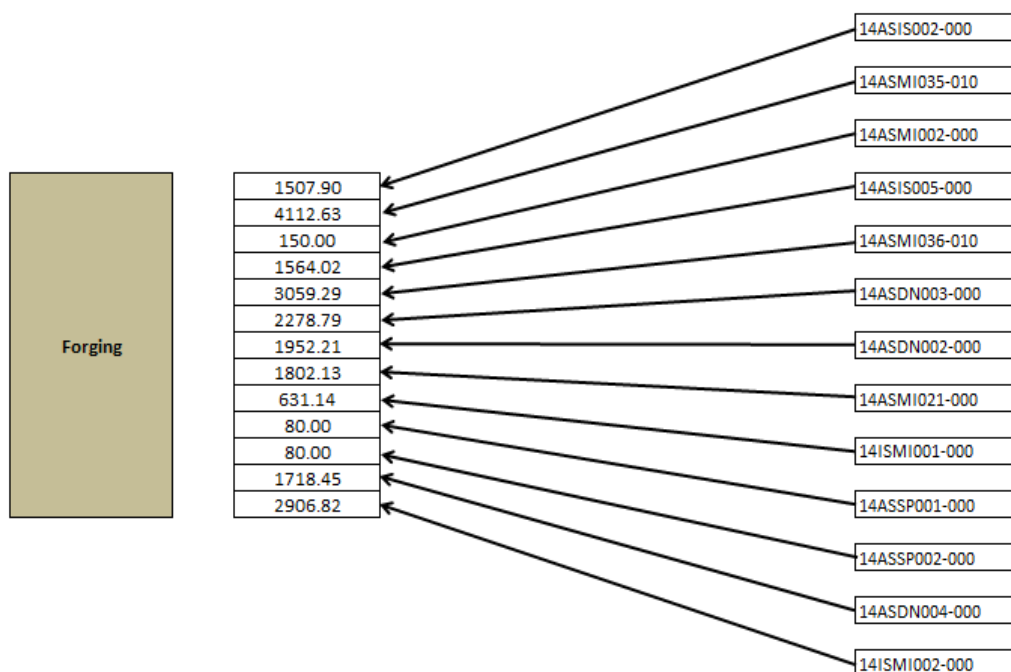 Forging
1507.90
4112.63
150.00
1564.02
3059.29
2278.79
1952.21
1802.13
631.14
80.00
80.00
1718.45
2906.82
14ASIS002-000
14ASMI035-010
14ASMI002-000
14ASIS005-000
14ASMI036-010
14ASDN003-000
14ASDN002-000
14ASMI021-000
14ISMI001-000
14ASSP001-000
14ASSP002-000
14ASDN004-000
14ISMI002-000